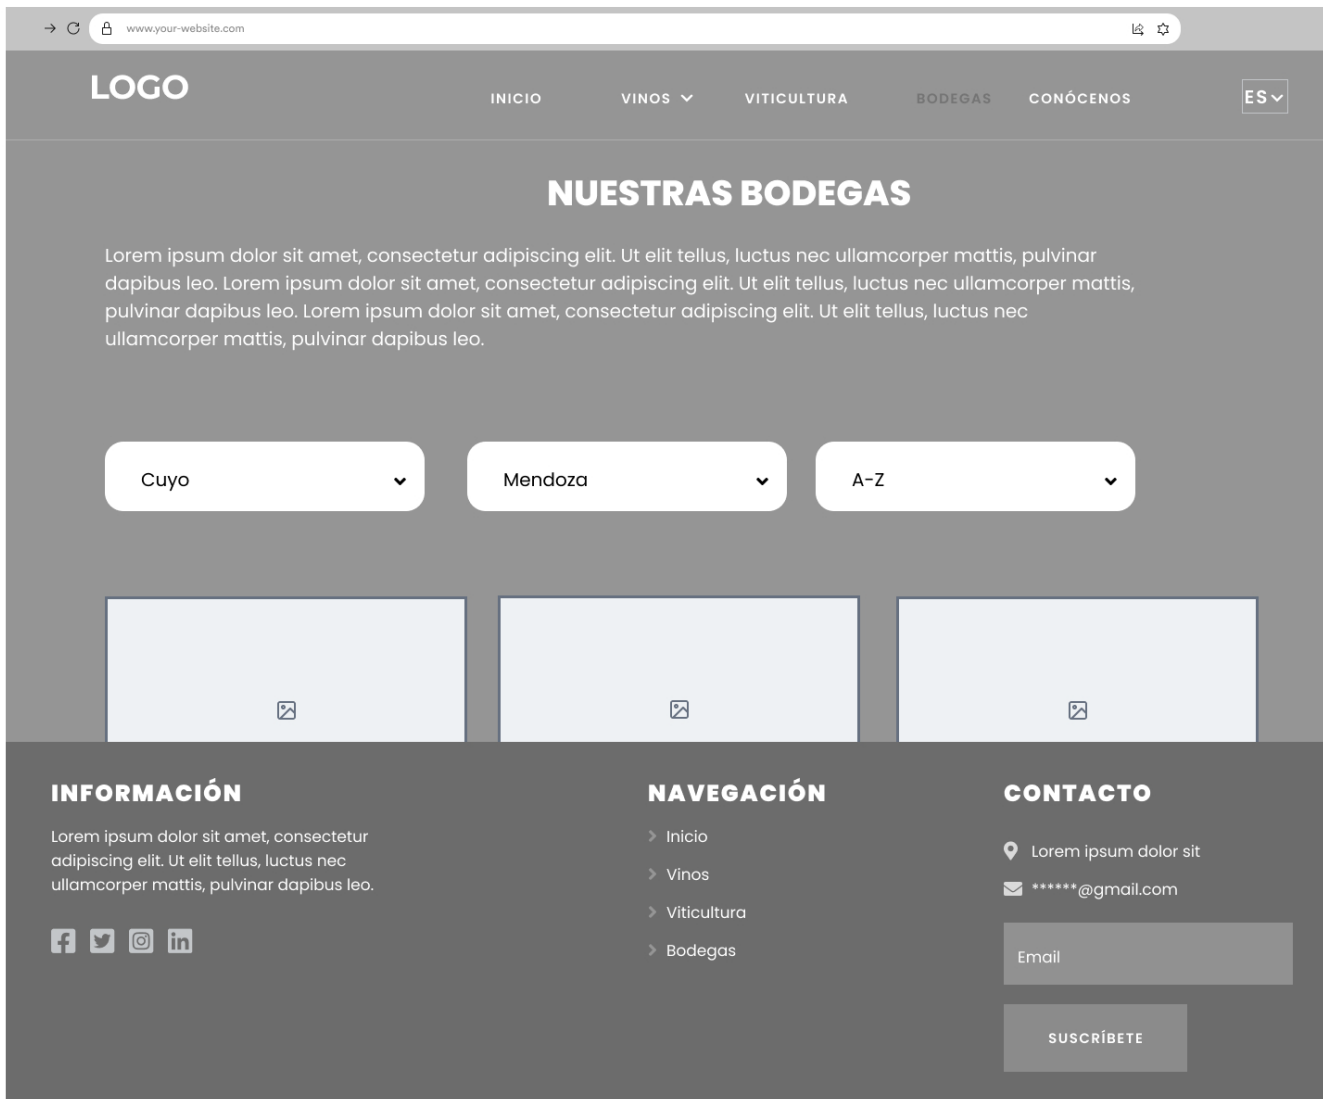 www.your-website.com
LOGO
INICIO
VINOS
VITICULTURA
BODEGAS
CONÓCENOS
ES
NUESTRAS BODEGAS
Lorem ipsum dolor sit amet, consectetur adipiscing elit. Ut elit tellus, luctus nec ullamcorper mattis, pulvinar
dapibus leo. Lorem ipsum dolor sit amet, consectetur adipiscing elit. Ut elit tellus, luctus nec ullamcorper mattis,
pulvinar dapibus leo. Lorem ipsum dolor sit amet, consectetur adipiscing elit. Ut elit tellus, luctus nec
ullamcorper mattis, pulvinar dapibus leo.
Cuyo
Mendoza
A-Z
INFORMACIÓN
Lorem ipsum dolor sit amet, consectetur
adipiscing elit. Ut elit tellus, luctus nec
ullamcorper mattis, pulvinar dapibus leo.
NAVEGACIÓN
Inicio
Vinos
Viticultura
Bodegas
CONTACTO
Lorem ipsum dolor sit
******@gmail.com
Email
SUSCRÍBETE